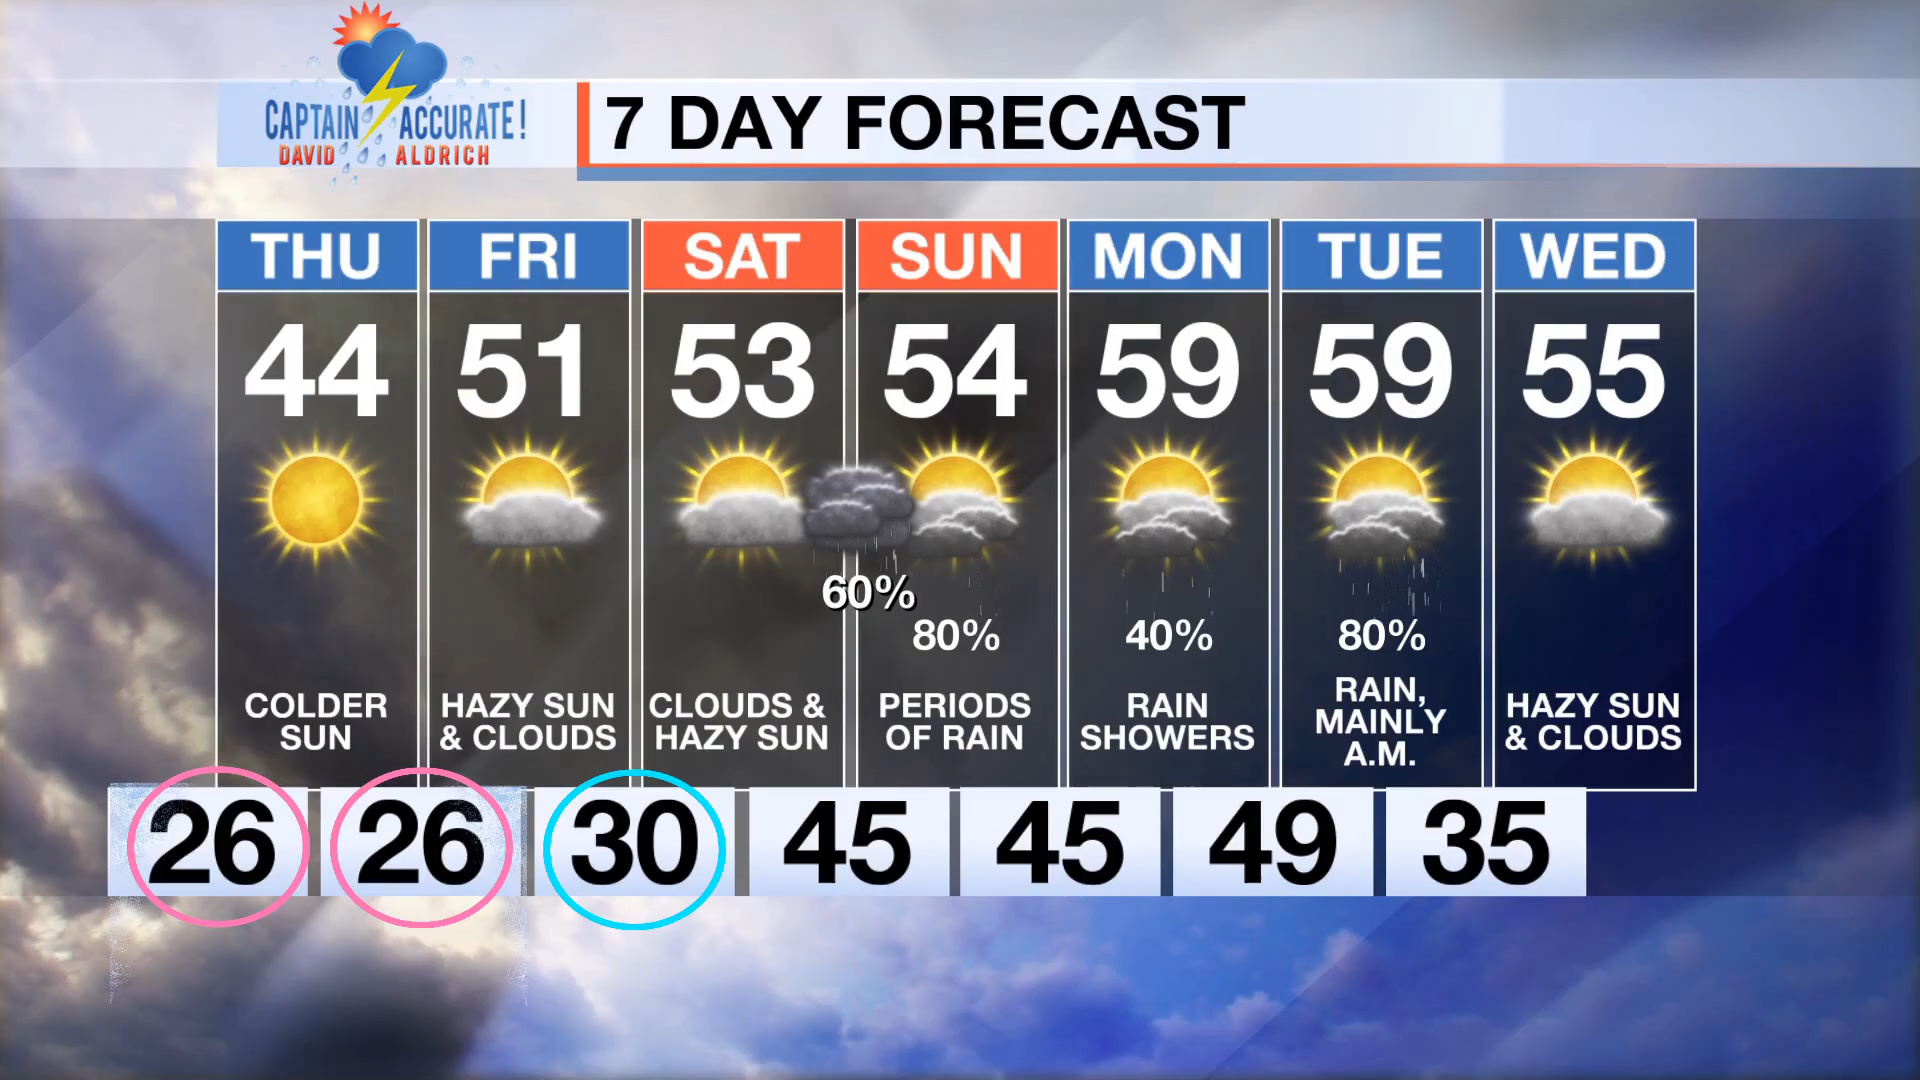 CAPTAIN ACCURATE!
DAVID ALDRICH
7 DAY FORECAST
THU FRI SAT SUN MON TUE WED
44 51 53 54 59 59 55
60%
80% 40% 80%
COLDER
SUN
HAZY SUN
& CLOUDS
CLOUDS &
HAZY SUN
PERIODS
OF RAIN
RAIN
SHOWERS
RAIN,
MAINLY
A.M.
HAZY SUN
& CLOUDS
26 26 30 45 45 49 35